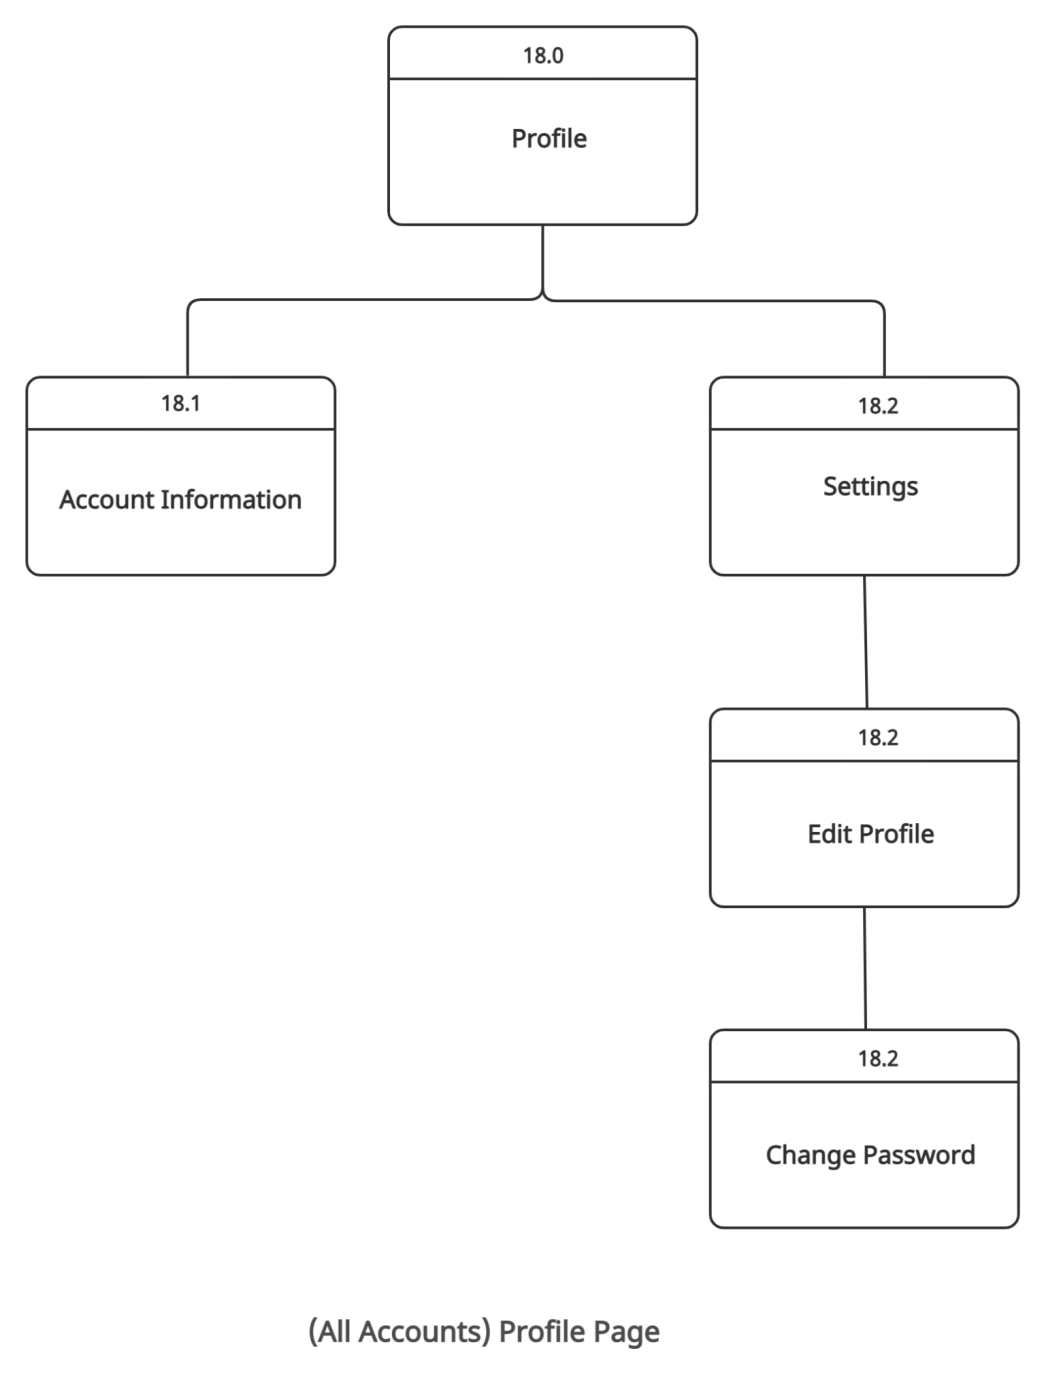 18.0
Profile
18.1
Account Information
18.2
Settings
18.2
Edit Profile
18.2
Change Password
(All Accounts) Profile Page